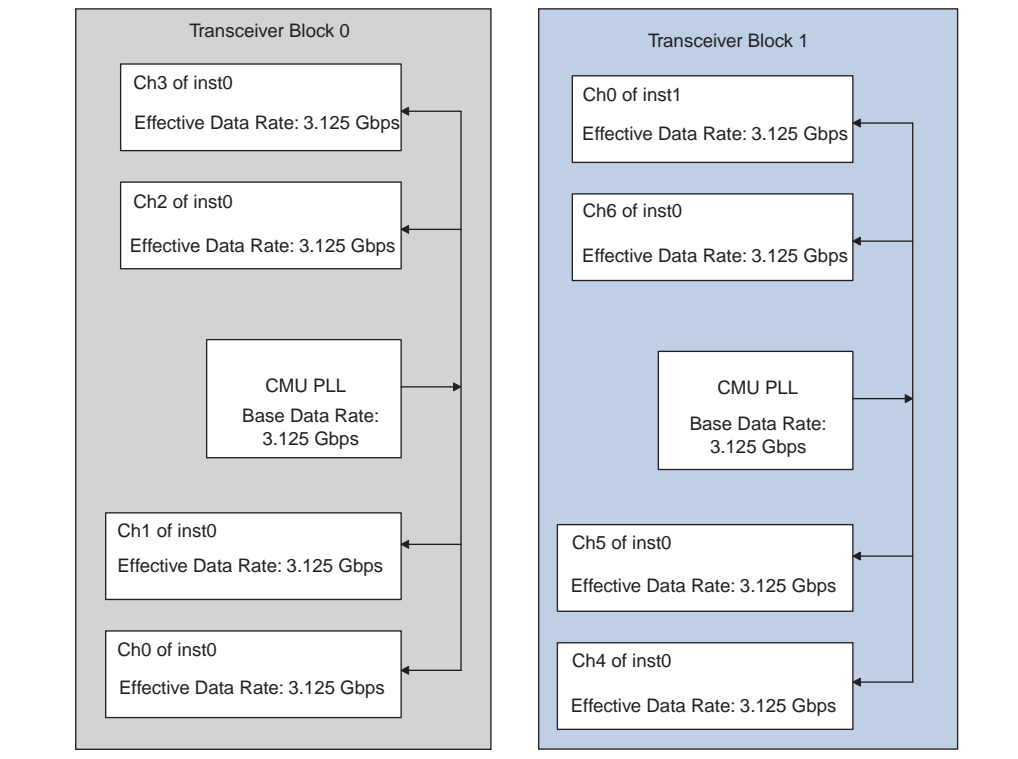 Transceiver Block 0
Ch3 of inst0
Effective Data Rate: 3.125 Gbps
Ch2 of inst0
Effective Data Rate: 3.125 Gbps
CMU PLL
Base Data Rate:
3.125 Gbps
Ch1 of inst0
Effective Data Rate: 3.125 Gbps
Ch0 of inst0
Effective Data Rate: 3.125 Gbps
Transceiver Block 1
Ch0 of inst1
Effective Data Rate: 3.125 Gbps
Ch6 of inst0
Effective Data Rate: 3.125 Gbps
CMU PLL
Base Data Rate:
3.125 Gbps
Ch5 of inst0
Effective Data Rate: 3.125 Gbps
Ch4 of inst0
Effective Data Rate: 3.125 Gbps